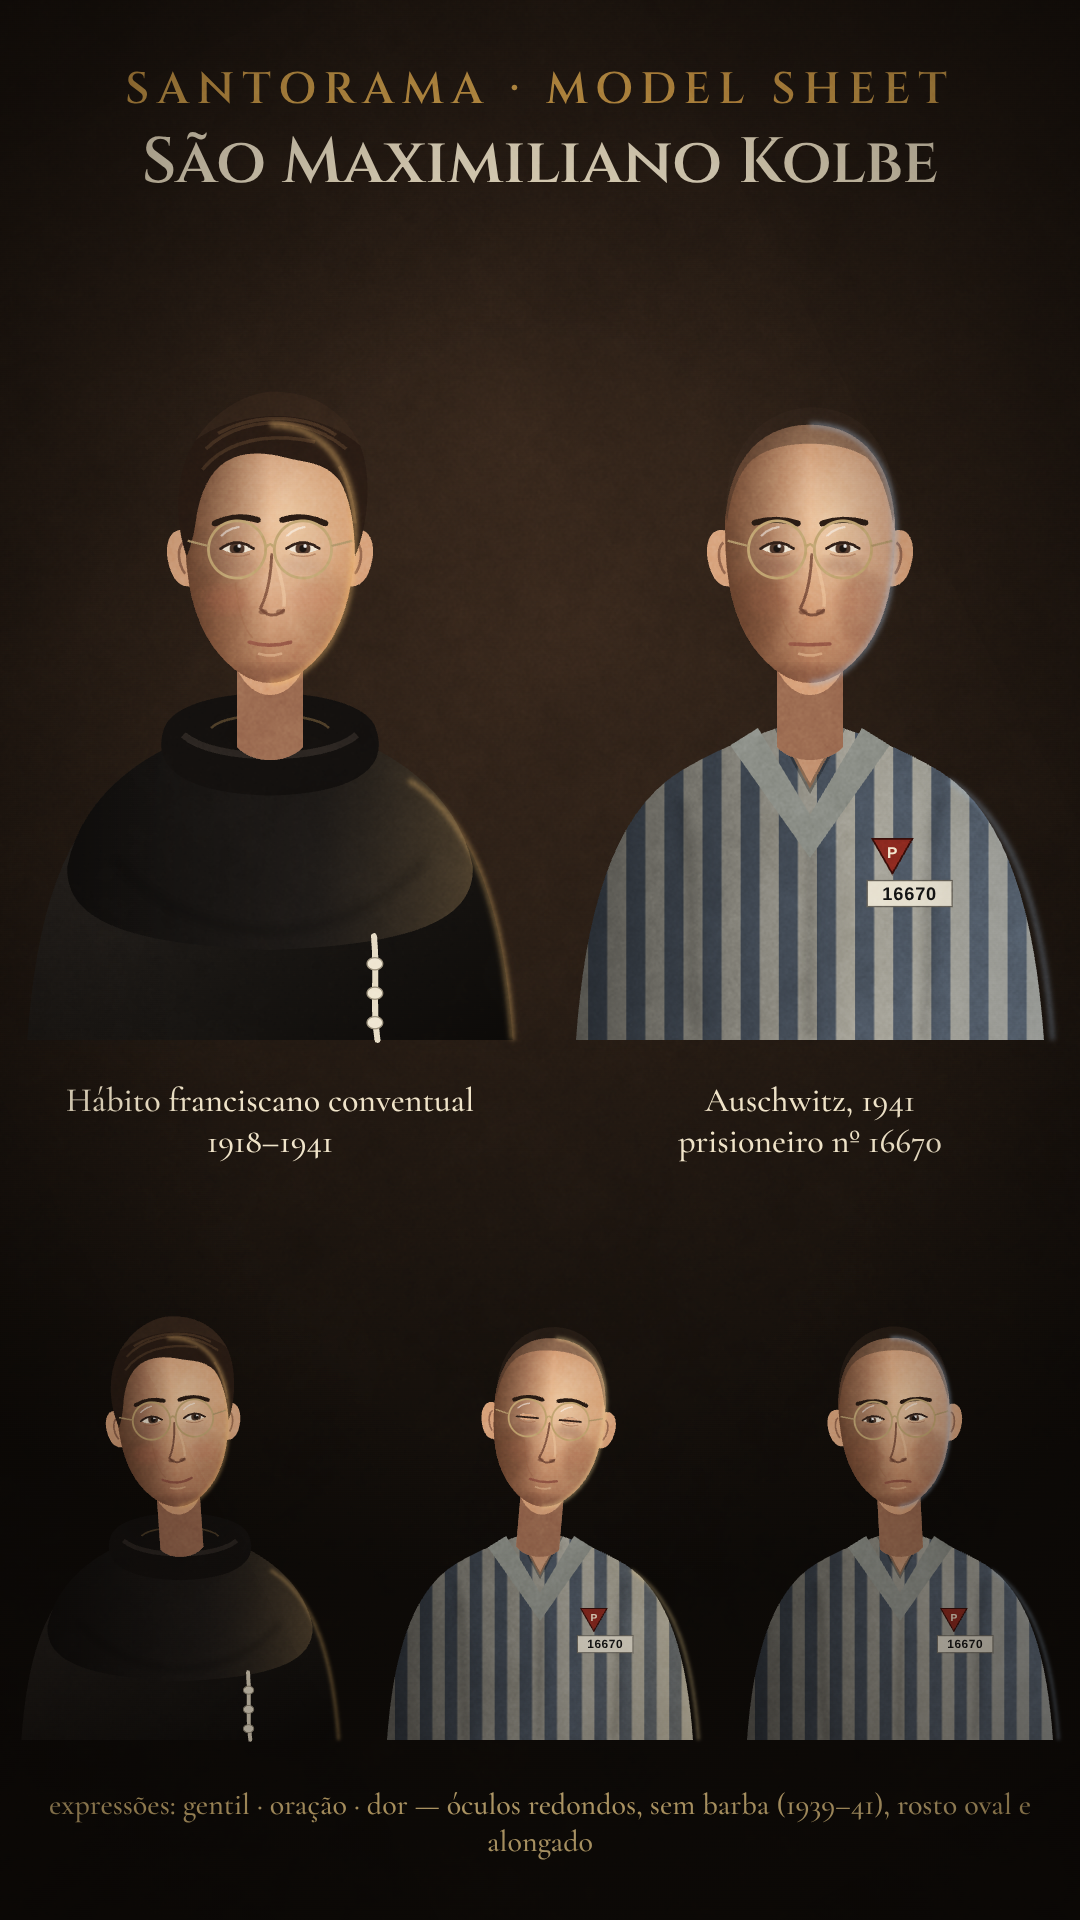 SANTORAMA · MODEL SHEET
SÃO MAXIMILIANO KOLBE
P
16670
Hábito franciscano conventual
1918–1941
Auschwitz, 1941
prisioneiro nº 16670
P
16670
P
16670
expressões: gentil · oração · dor — óculos redondos, sem barba (1939–41), rosto oval e
alongado